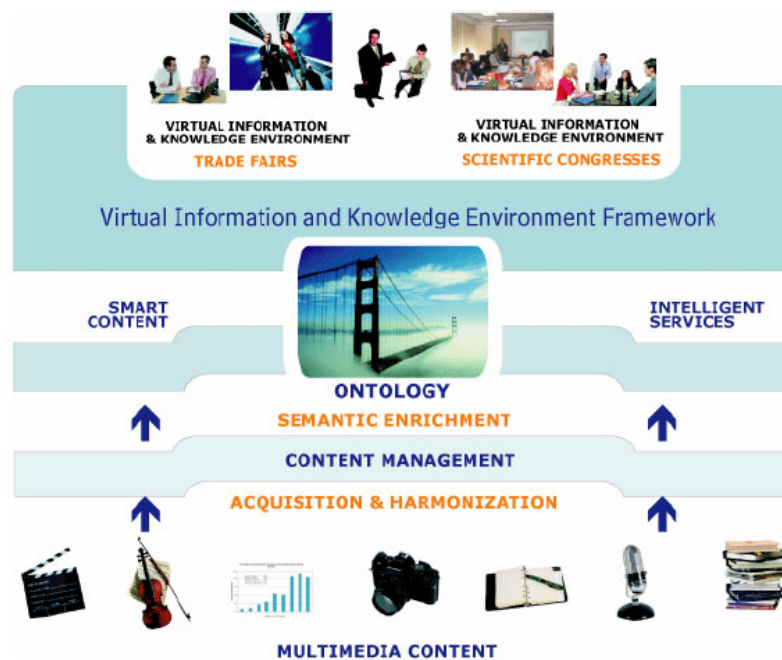 VIRTUAL INFORMATION
& KNOWLEDGE ENVIRONMENT
TRADE FAIRS
VIRTUAL INFORMATION
& KNOWLEDGE ENVIRONMENT
SCIENTIFIC CONGRESSES
Virtual Information and Knowledge Environment Framework
SMART
CONTENT
INTELLIGENT
SERVICES
ONTOLOGY
SEMANTIC ENRICHMENT
CONTENT MANAGEMENT
ACQUISITION & HARMONIZATION
MULTIMEDIA CONTENT